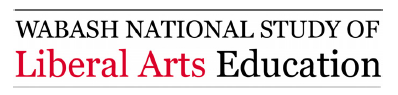 WABASH NATIONAL STUDY OF
Liberal Arts Education